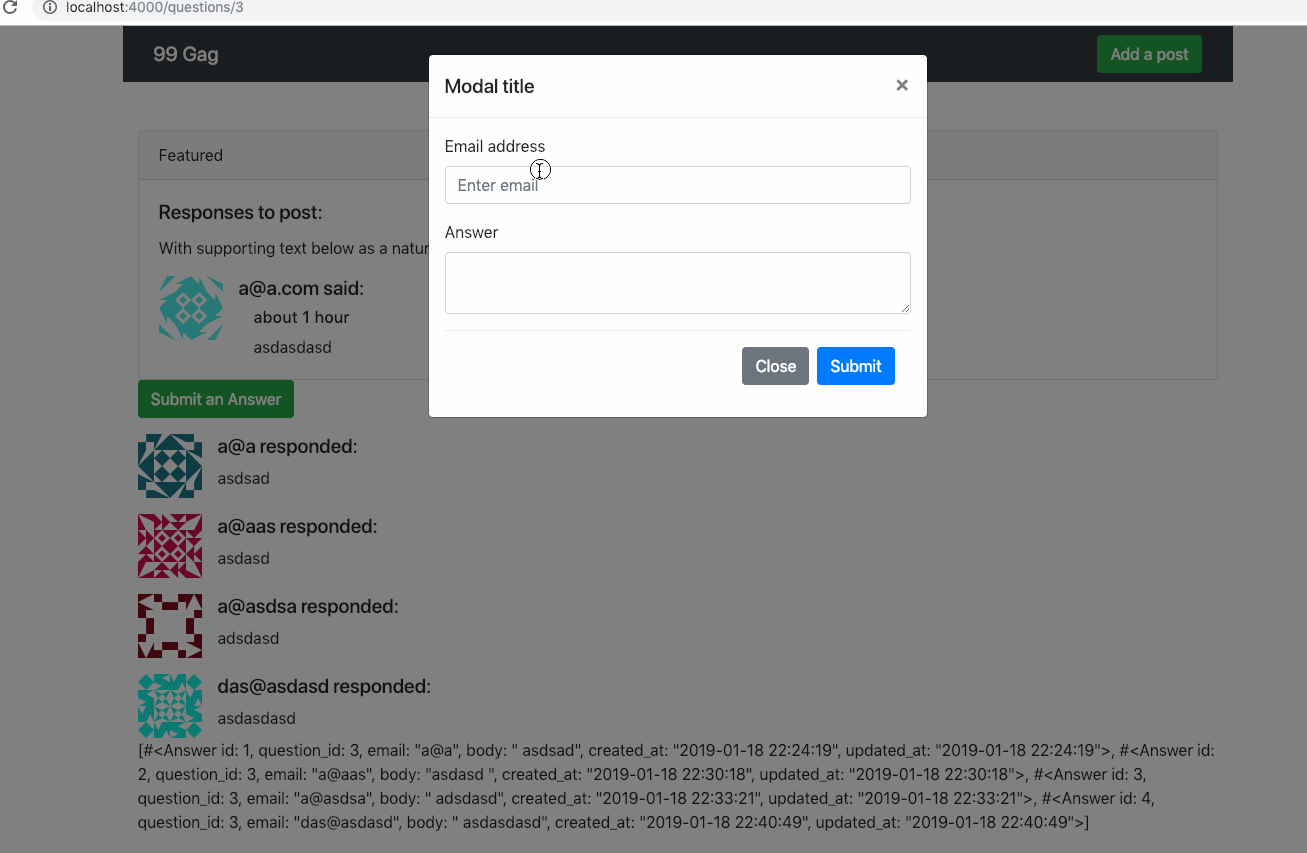 localhost:4000/questions/3
99 Gag
Add a post
Modal title
×
Email address
Enter email
Answer
Close
Submit
Featured
Responses to post:
With supporting text below as a natur
a@a.com said:
about 1 hour
asdasdasd
Submit an Answer
a@a responded:
asdsad
a@aas responded:
asdasd
a@asdsa responded:
adsdasd
das@asdasd responded:
asdasdasd
[#<Answer id: 1, question_id: 3, email: "a@a", body: " asdsad", created_at: "2019-01-18 22:24:19", updated_at: "2019-01-18 22:24:19">, #<Answer id:
2, question_id: 3, email: "a@aas", body: "asdasd ", created_at: "2019-01-18 22:30:18", updated_at: "2019-01-18 22:30:18">, #<Answer id: 3,
question_id: 3, email: "a@asdsa", body: " adsdasd", created_at: "2019-01-18 22:33:21", updated_at: "2019-01-18 22:33:21">, #<Answer id: 4,
question_id: 3, email: "das@asdasd", body: " asdasdasd", created_at: "2019-01-18 22:40:49", updated_at: "2019-01-18 22:40:49">]